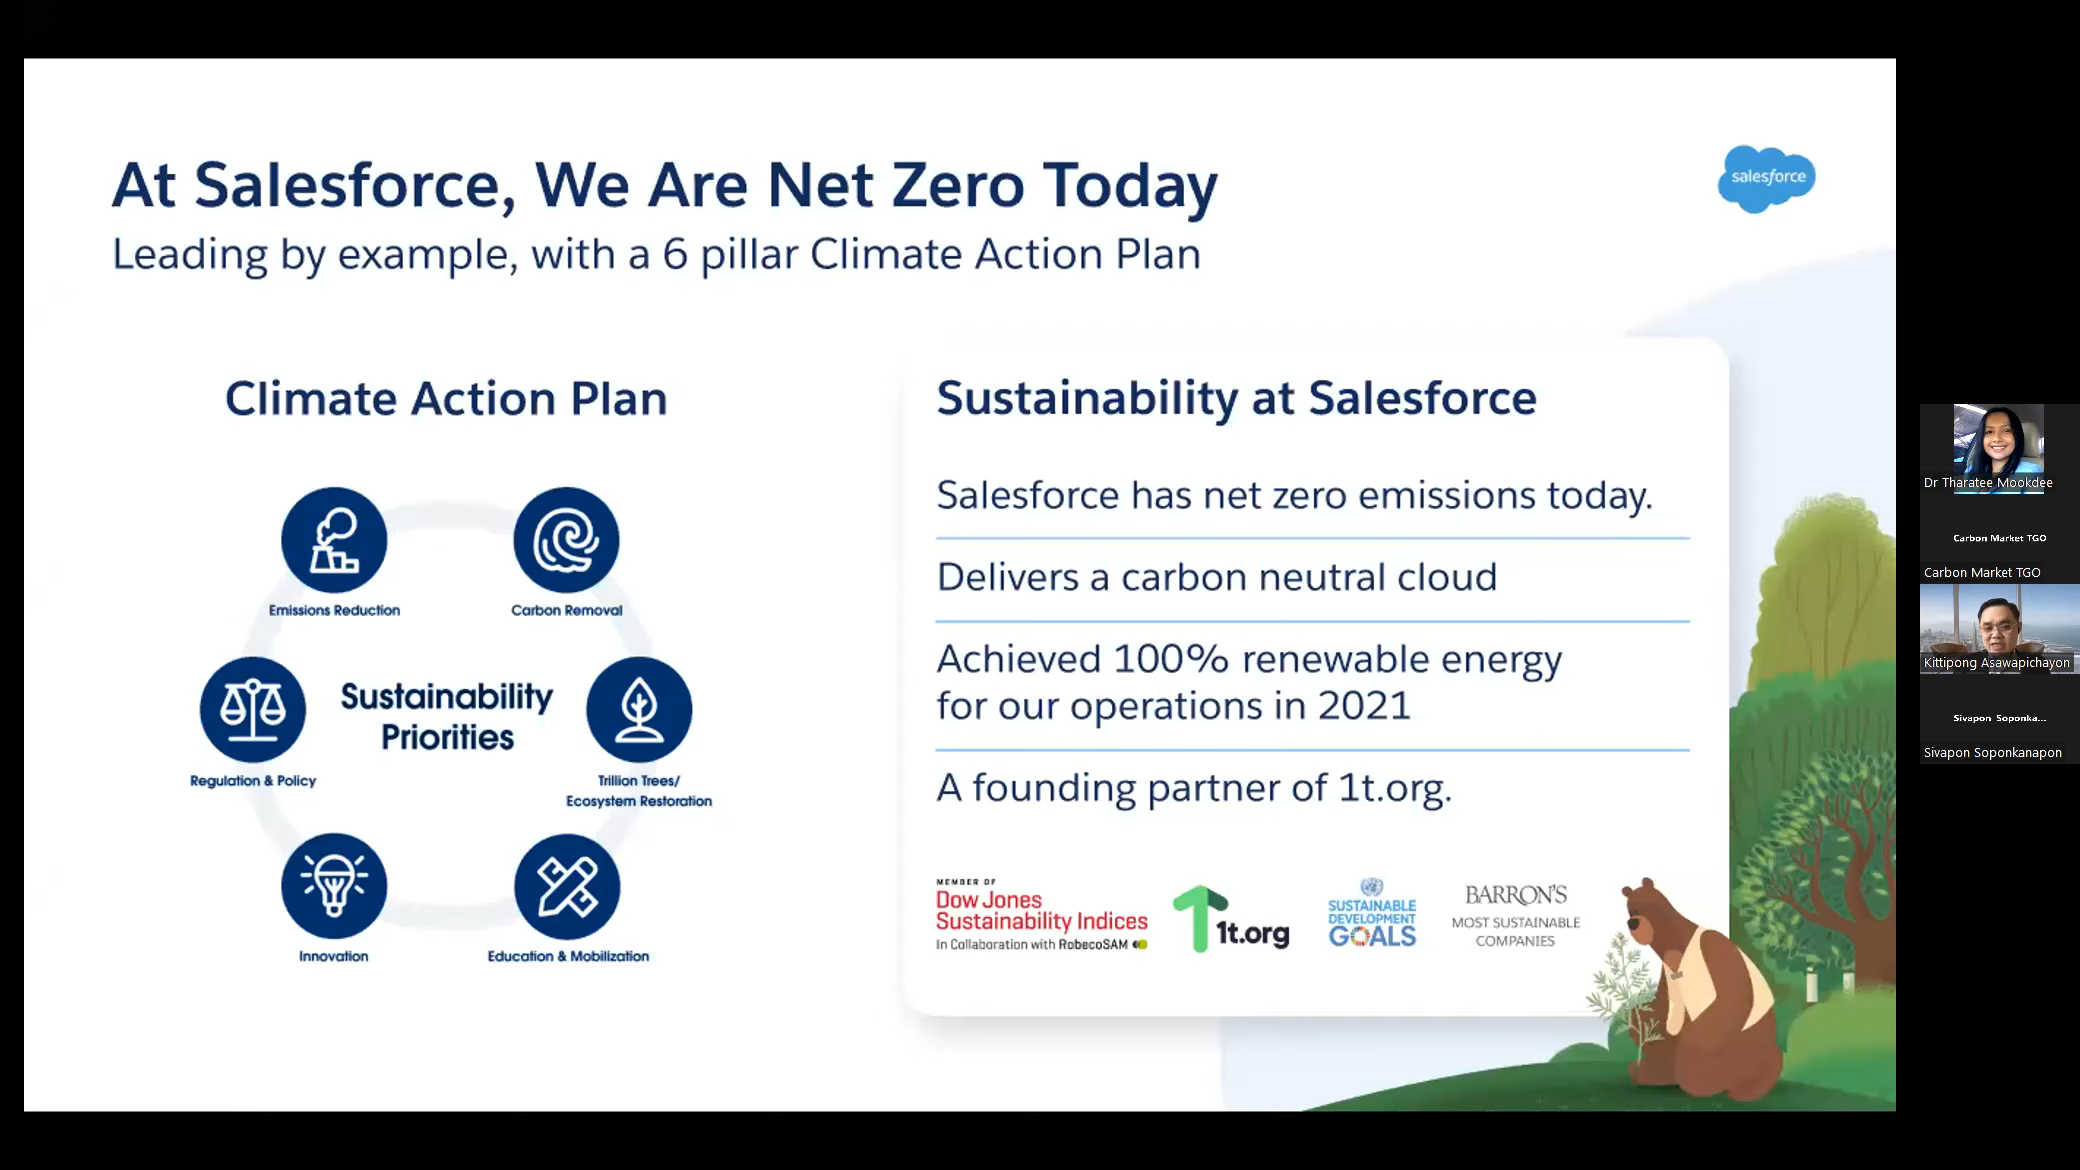 At Salesforce, We Are Net Zero Today
Leading by example, with a 6 pillar Climate Action Plan
salesforce
Climate Action Plan
Emissions Reduction
Carbon Removal
Sustainability
Priorities
Regulation & Policy
Trillion Trees/
Ecosystem Restoration
Innovation
Education & Mobilization
Sustainability at Salesforce
Salesforce has net zero emissions today.
Delivers a carbon neutral cloud
Achieved 100% renewable energy
for our operations in 2021
A founding partner of 1t.org.
MEMBER OF
Dow Jones
Sustainability Indices
In Collaboration with RobecoSAM
1t.org
SUSTAINABLE
DEVELOPMENT
GOALS
BARRON'S
MOST SUSTAINABLE
COMPANIES
Dr Tharatee Mookdee
Carbon Market TGO
Carbon Market TGO
Kittipong Asawapichayon
Sivapon Soponka...
Sivapon Soponkanapon